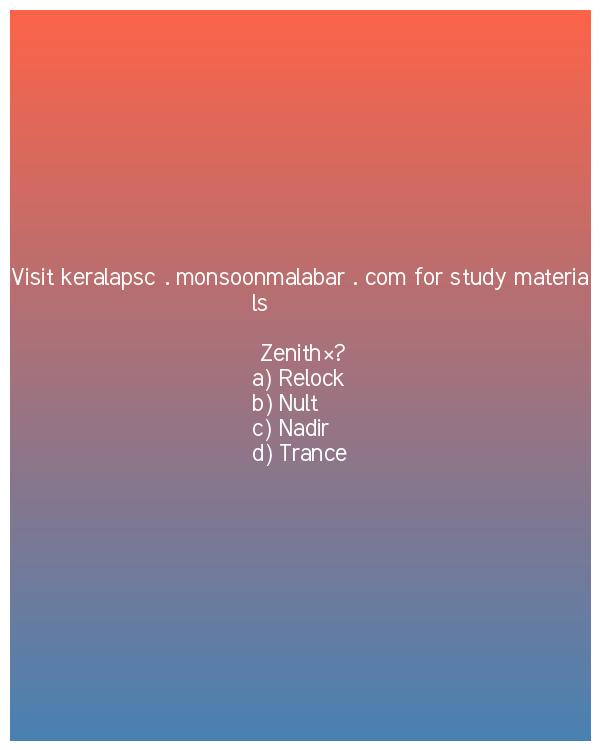 Visit keralapsc . monsoonmalabar . com for study materia
ls
Zenith×?
a) Relock
b) Nult
c) Nadir
d) Trance